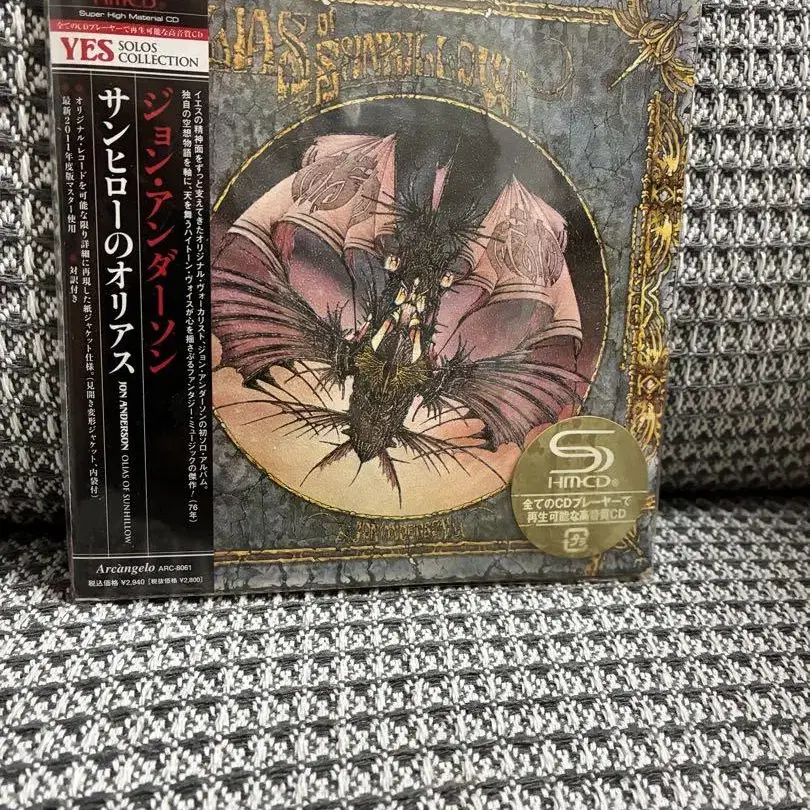 HM-CD®
Super High Material CD
全てのCDプレーヤーで再生可能な高音質CD
YES SOLOS
COLLECTION
イエスの精神面をずっと支えてきたオリジナル・ヴォーカリスト、ジョン・アンダーソンの初ソロ・アルバム。
独自の空想物語を軸に、天を舞うハイトーン・ヴォイスが心を揺さぶるファンタジー・ミュージックの傑作！(76年)
ジョン・アンダーソン
サンヒローのオリアス
JON ANDERSON OLIAS OF SUNHILLOW
●オリジナル・レコードを可能な限り詳細に再現した紙ジャケット仕様。(見開き変形ジャケット、内袋付)
●最新2011年度版マスター使用
●対訳付き
Arcàngelo ARC-8061
税込価格 ¥2,940 [税抜価格 ¥2,800]
OLIAS OF SUNHILLOW
SHM-CD®
全てのCDプレーヤーで
再生可能な高音質CD